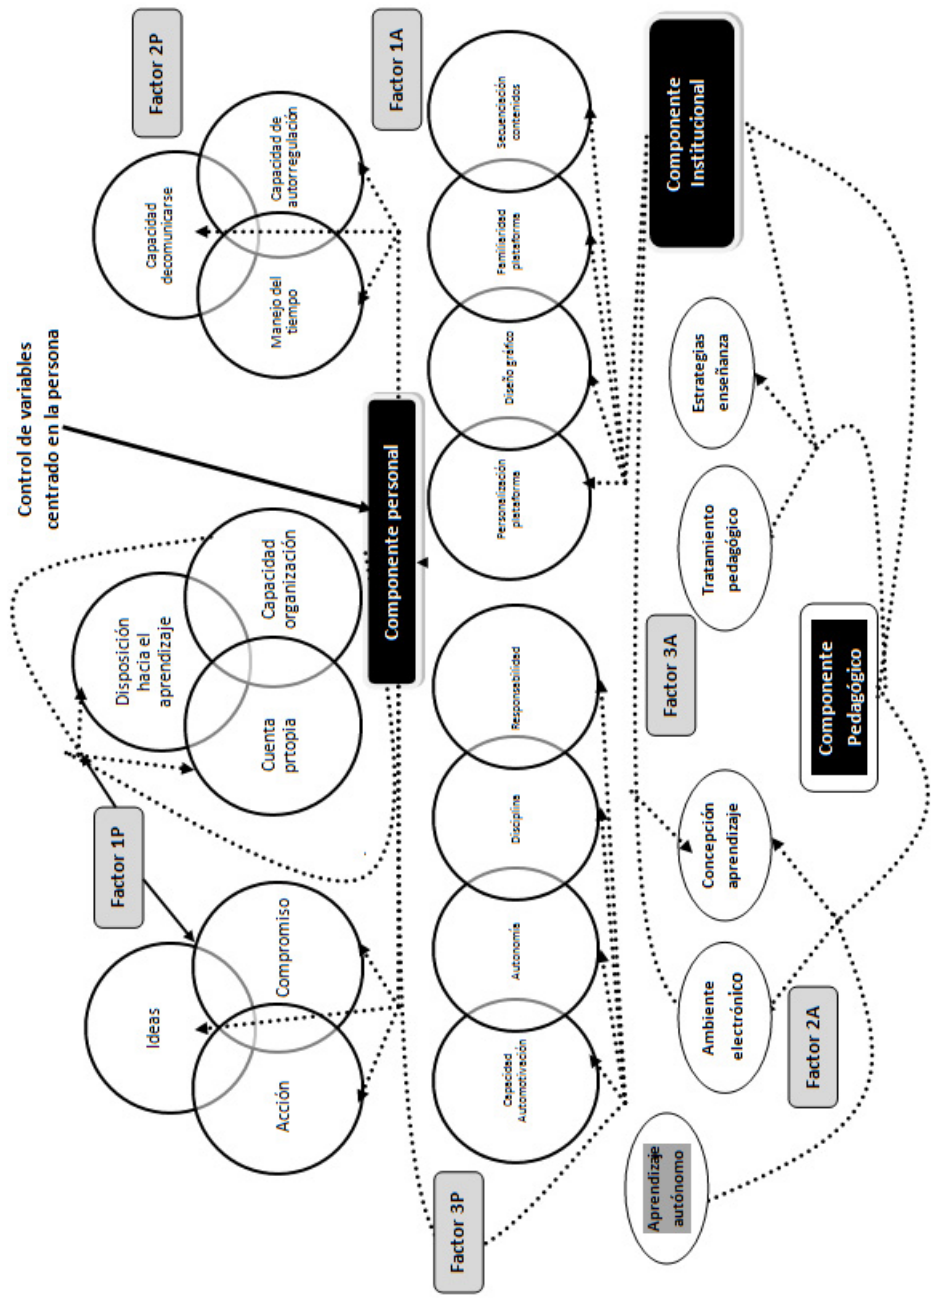 Control de variables
centrado en la persona
Factor 1P
Factor 2P
Ideas
Acción
Compromiso
Disposición
hacia el
aprendizaje
Cuenta
prtopia
Capacidad
organización
Capacidad
decomunicarse
Manejo del
tiempo
Capacidad de
autorregulación
Componente personal
Factor 3P
Factor 1A
Capacidad
Automotivación
Autonomía
Disciplina
Responsabilidad
Personalización
plataforma
Diseño gráfico
Familiaridad
plataforma
Secuenciación
contenidos
Aprendizaje
autónomo
Ambiente
electrónico
Concepción
aprendizaje
Factor 3A
Tratamiento
pedagógico
Estrategias
enseñanza
Componente
Institucional
Factor 2A
Componente
Pedagógico